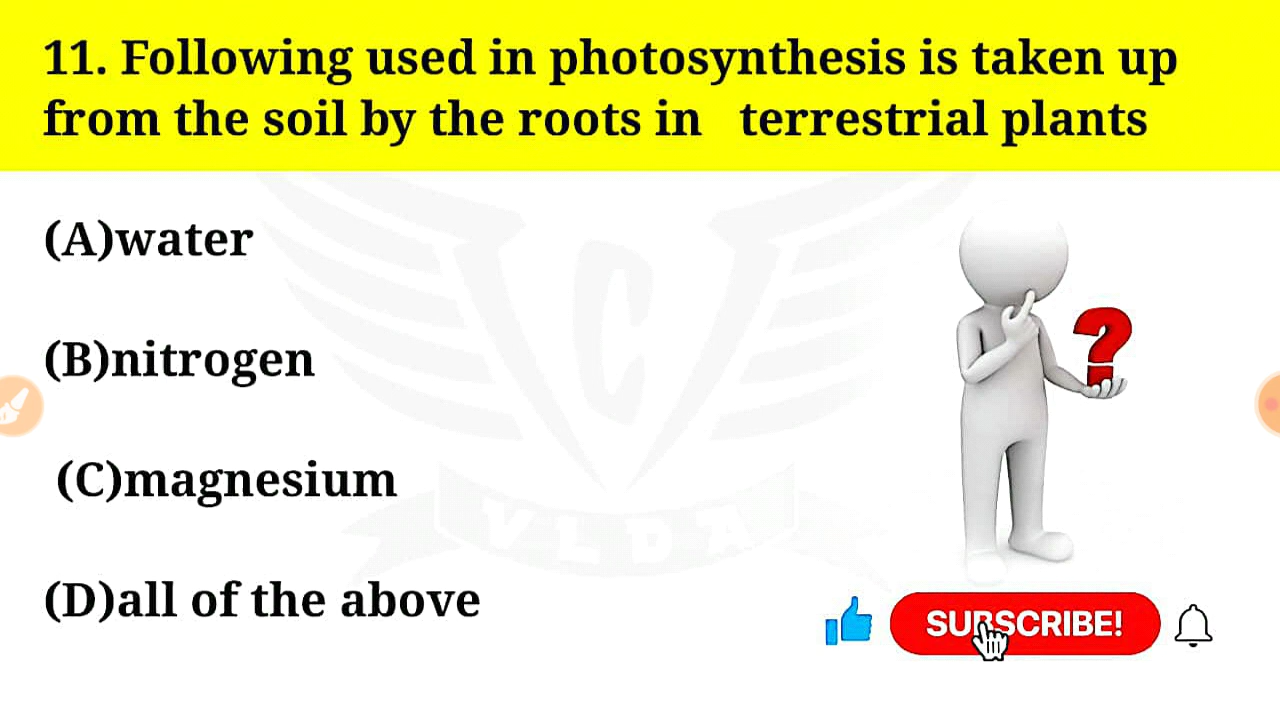 11. Following used in photosynthesis is taken up
from the soil by the roots in terrestrial plants
(A)water
(B)nitrogen
(C)magnesium
(D)all of the above
C
VLDA
?
SUBSCRIBE!